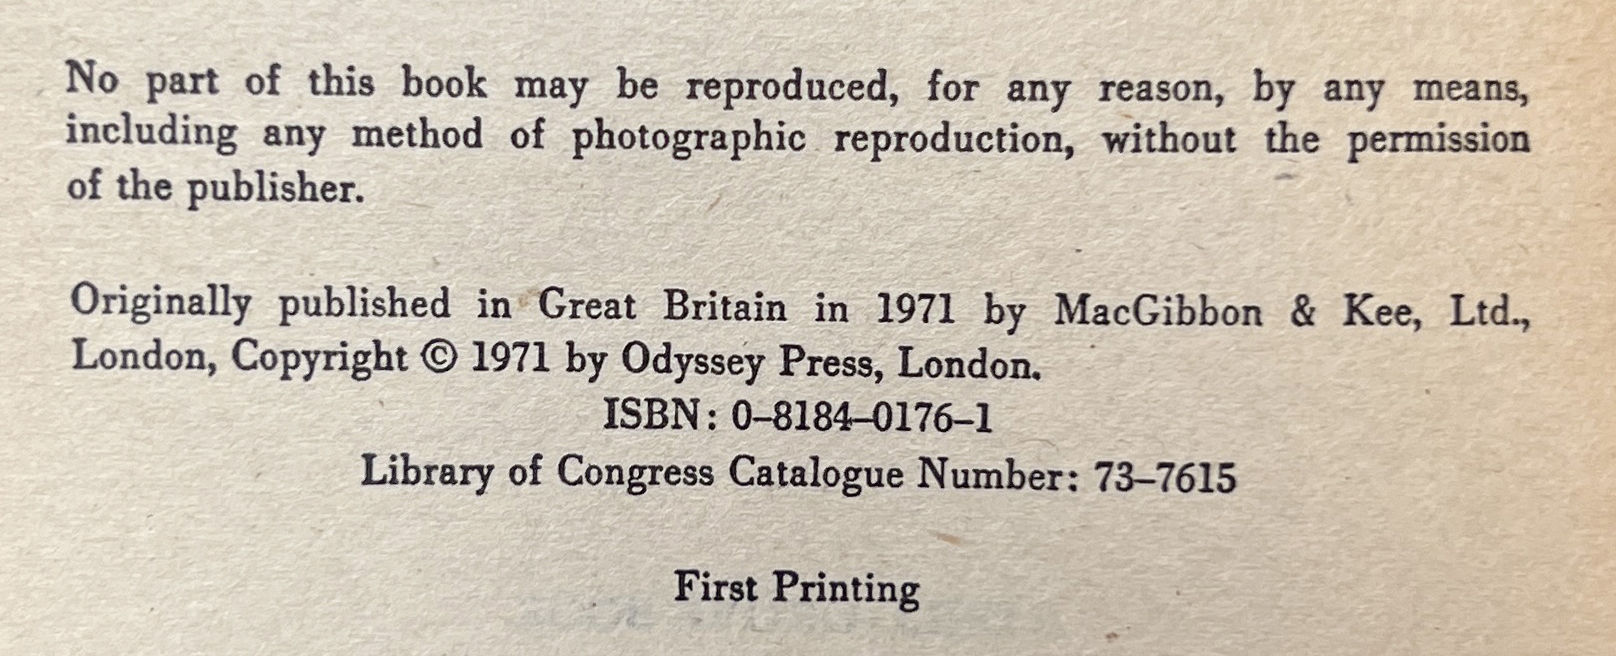 No part of this book may be reproduced, for any reason, by any means,
including any method of photographic reproduction, without the permission
of the publisher.
Originally published in Great Britain in 1971 by MacGibbon & Kee, Ltd.,
London, Copyright © 1971 by Odyssey Press, London.
ISBN: 0–8184–0176–1
Library of Congress Catalogue Number: 73–7615
First Printing